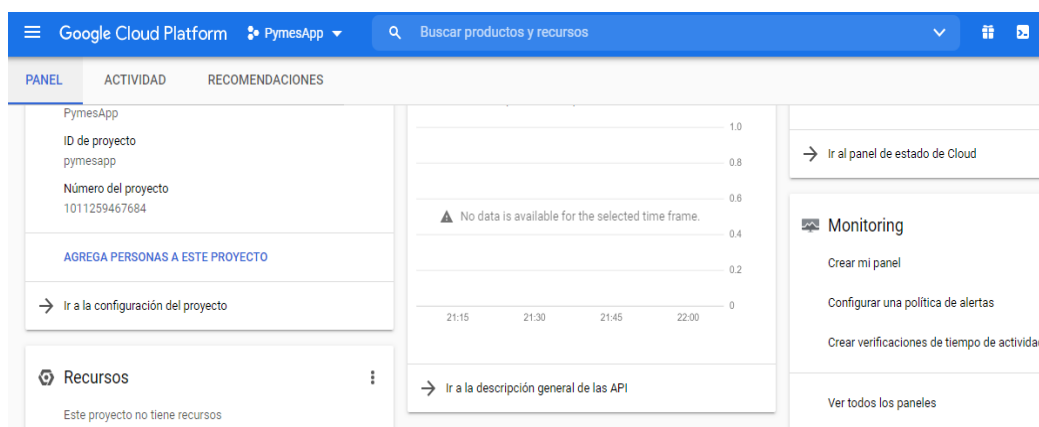 Google Cloud Platform
PymesApp
Buscar productos y recursos
PANEL
ACTIVIDAD
RECOMENDACIONES
PymesApp
ID de proyecto
pymesapp
Número del proyecto
1011259467684
AGREGA PERSONAS A ESTE PROYECTO
Ir a la configuración del proyecto
Recursos
Este proyecto no tiene recursos
1.0
0.8
0.6
No data is available for the selected time frame.
0.4
0.2
0
21:15
21:30
21:45
22:00
Ir a la descripción general de las API
Ir al panel de estado de Cloud
Monitoring
Crear mi panel
Configurar una política de alertas
Crear verificaciones de tiempo de activida
Ver todos los paneles